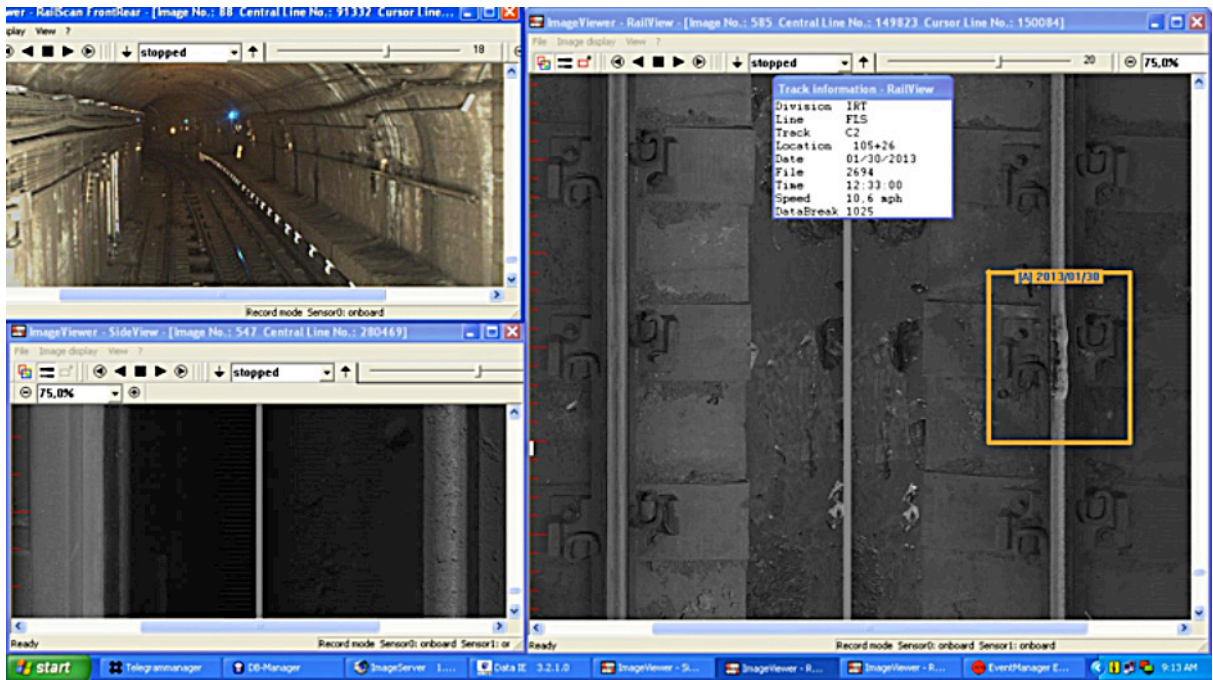 wer - RailScan FrontRear - [Image No.: 88 Central Line No.: 91332 Cursor Line...
play View ?
stopped
18
Record mode Sensor0: onboard
ImageViewer - SideView - [Image No.: 547 Central Line No.: 280469]
File Image display View ?
stopped
75,0%
Ready
Record mode Sensor0: onboard Sensor1: or
ImageViewer - RailView - [Image No.: 585 Central Line No.: 149823 Cursor Line No.: 150084]
File Image display View ?
stopped
20
75,0%
Track information - RailView
Division IRT
Line FLS
Track C2
Location 105+26
Date 01/30/2013
File 2694
Time 12:33:00
Speed 10,6 mph
DataBreak 1025
[A] 2013/01/30
Ready
Record mode Sensor0: onboard Sensor1: onboard
start
Telegrammanager
DB-Manager
ImageServer 1....
Data IE 3.2.1.0
ImageViewer - Si...
ImageViewer - R...
ImageViewer - R...
EventManager E...
9:13 AM